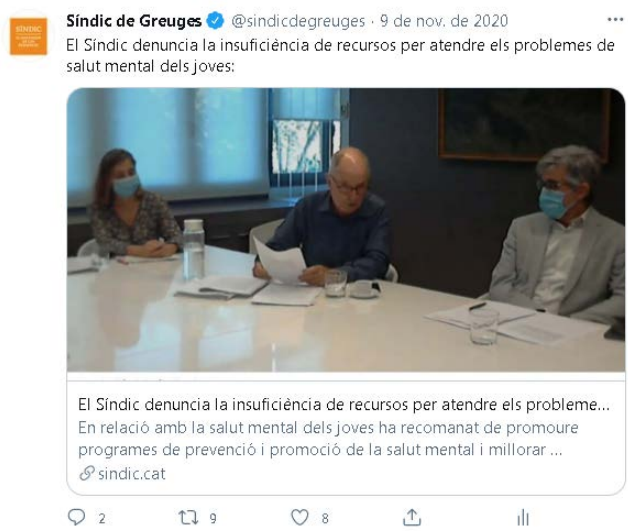 SÍNDIC
Síndic de Greuges @sindicdegreuges · 9 de nov. de 2020
El Síndic denuncia la insuficiència de recursos per atendre els problemes de
salut mental dels joves:
El Síndic denuncia la insuficiència de recursos per atendre els probleme...
En relació amb la salut mental dels joves ha recomanat de promoure
programes de prevenció i promoció de la salut mental i millorar ...
sindic.cat
2 9 8